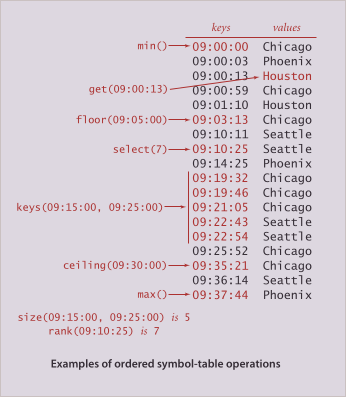 keys values
min() 09:00:00 Chicago
09:00:03 Phoenix
09:00:13 Houston
get(09:00:13) 09:00:59 Chicago
09:01:10 Houston
floor(09:05:00) 09:03:13 Chicago
09:10:11 Seattle
select(7) 09:10:25 Seattle
09:14:25 Phoenix
09:19:32 Chicago
09:19:46 Chicago
keys(09:15:00, 09:25:00) 09:21:05 Chicago
09:22:43 Seattle
09:22:54 Seattle
09:25:52 Chicago
ceiling(09:30:00) 09:35:21 Chicago
09:36:14 Seattle
max() 09:37:44 Phoenix
size(09:15:00, 09:25:00) is 5
rank(09:10:25) is 7
Examples of ordered symbol-table operations